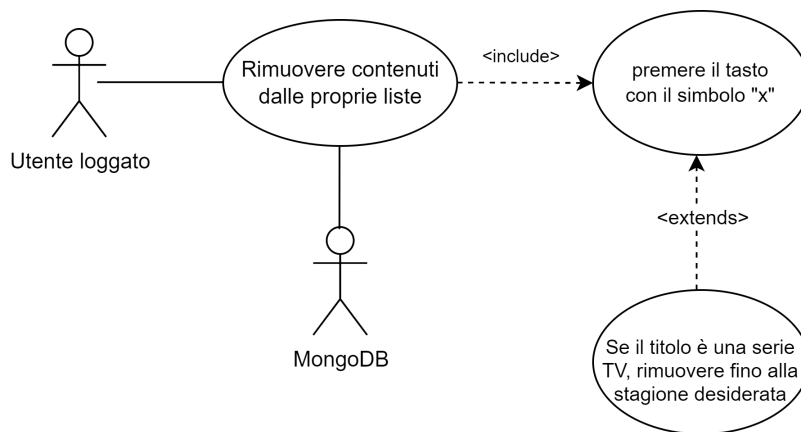 Rimuovere contenuti
dalle proprie liste
<include>
premere il tasto
con il simbolo "x"
Utente loggato
<extends>
MongoDB
Se il titolo è una serie
TV, rimuovere fino alla
stagione desiderata